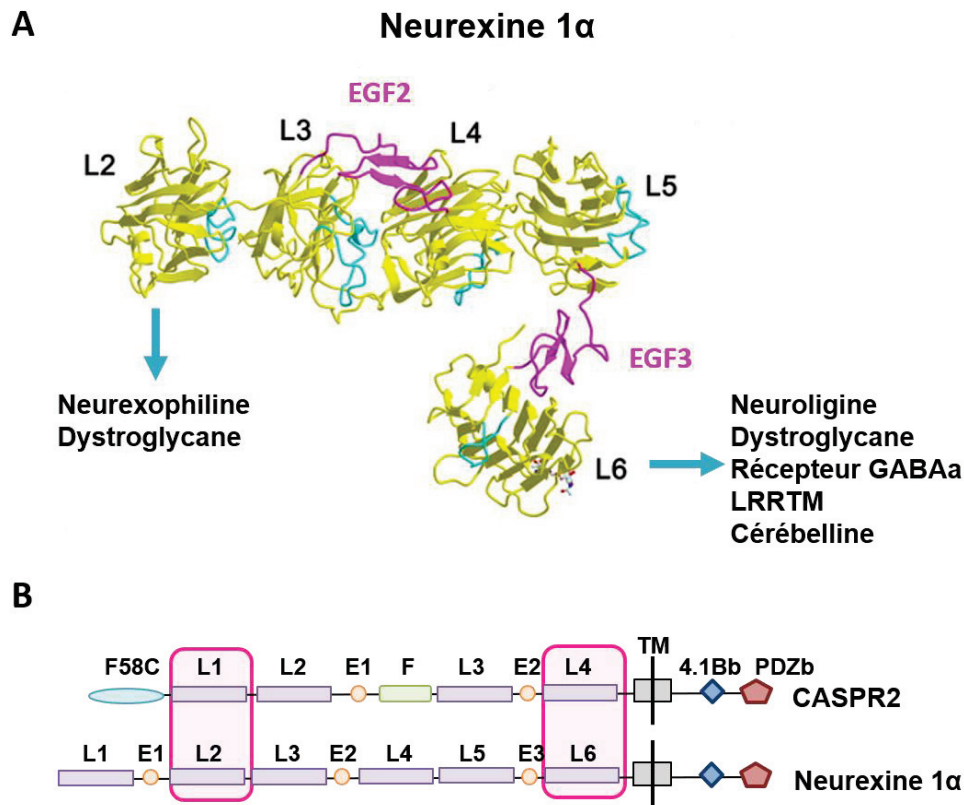 A
Neurexine 1α
EGF2
L2
L3
L4
L5
EGF3
L6
Neurexophiline
Dystroglycane
Neuroligine
Dystroglycane
Récepteur GABAa
LRRTM
Cérébelline
B
F58C
L1
L2
E1
F
L3
E2
L4
TM
4.1Bb
PDZb
CASPR2
L1
E1
L2
L3
E2
L4
L5
E3
L6
Neurexine 1α